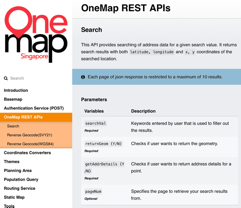 One
map
Singapore
Search
Introduction
Basemap
Authentication Service (POST)
OneMap REST APIs
Search
Reverse Geocode(SVY21)
Reverse Geocode(WGS84)
Coordinates Converters
Themes
Planning Area
Population Query
Routing Service
Static Map
Tools
OneMap REST APIs
Search
This API provides searching of address data for a given search value. It returns
search results with both latitude, longitude and x, y coordinates of the
searched location.
Each page of json response is restricted to a maximum of 10 results.
Parameters
Variables Description
searchVal Keywords entered by user that is used to filter out
Required the results.
returnGeom {Y/N} Checks if user wants to return the geometry.
Required
getAddrDetails {Y Checks if user wants to return address details for a
/N} point.
Required
pageNum Specifies the page to retrieve your search results
Optional from.